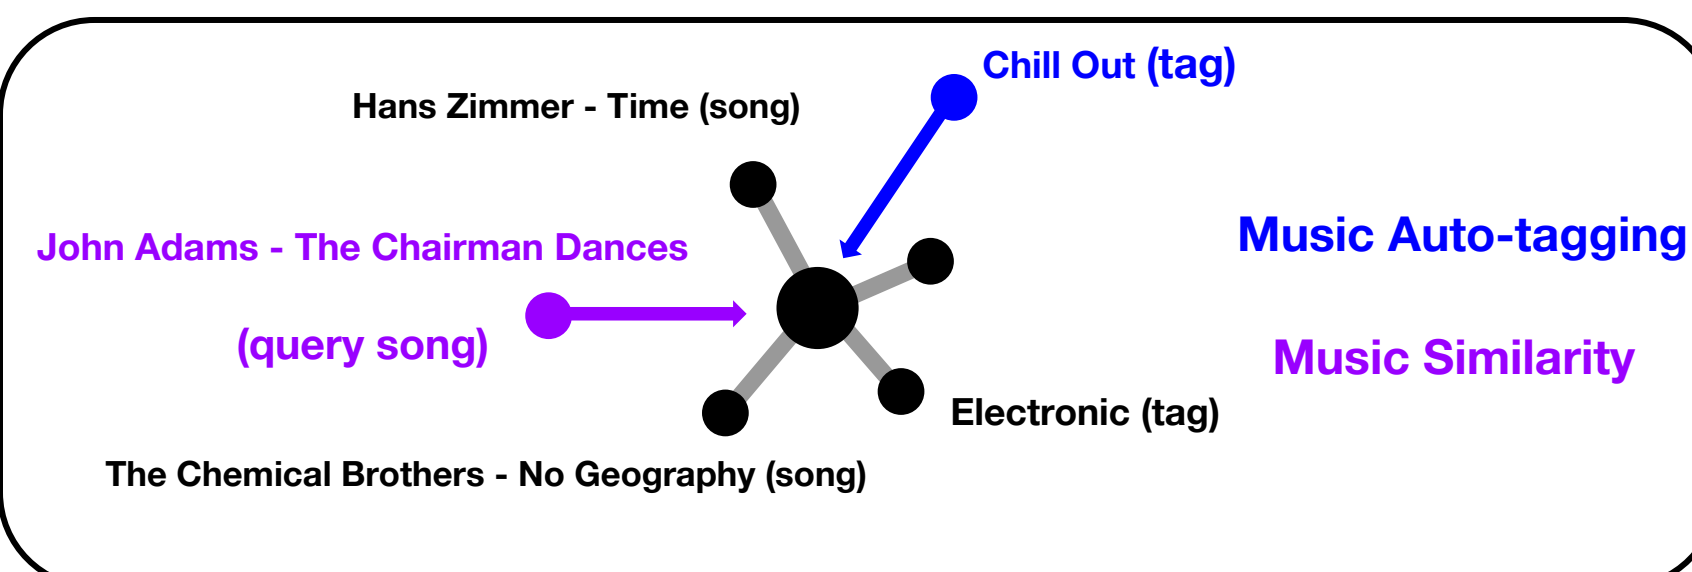 Chill Out (tag)
Hans Zimmer - Time (song)
John Adams - The Chairman Dances
(query song)
Music Auto-tagging
Music Similarity
Electronic (tag)
The Chemical Brothers - No Geography (song)